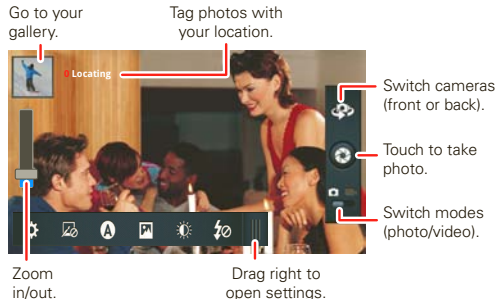 Go to your
gallery.
Tag photos with
your location.
0 Locating
Switch cameras
(front or back).
Touch to take
photo.
A
Switch modes
(photo/video).
Zoom
in/out.
Drag right to
open settings.